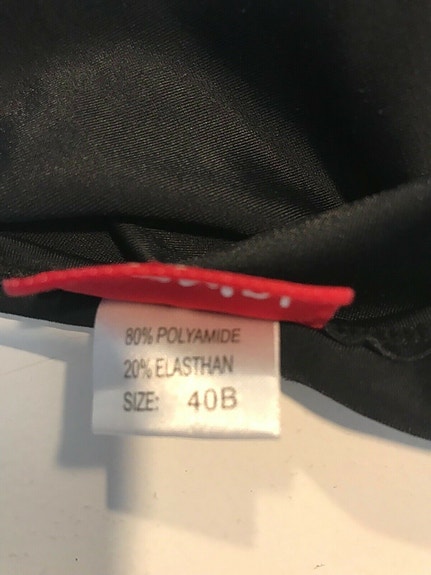 80% POLYAMIDE
20% ELASTHAN
SIZE: 40B